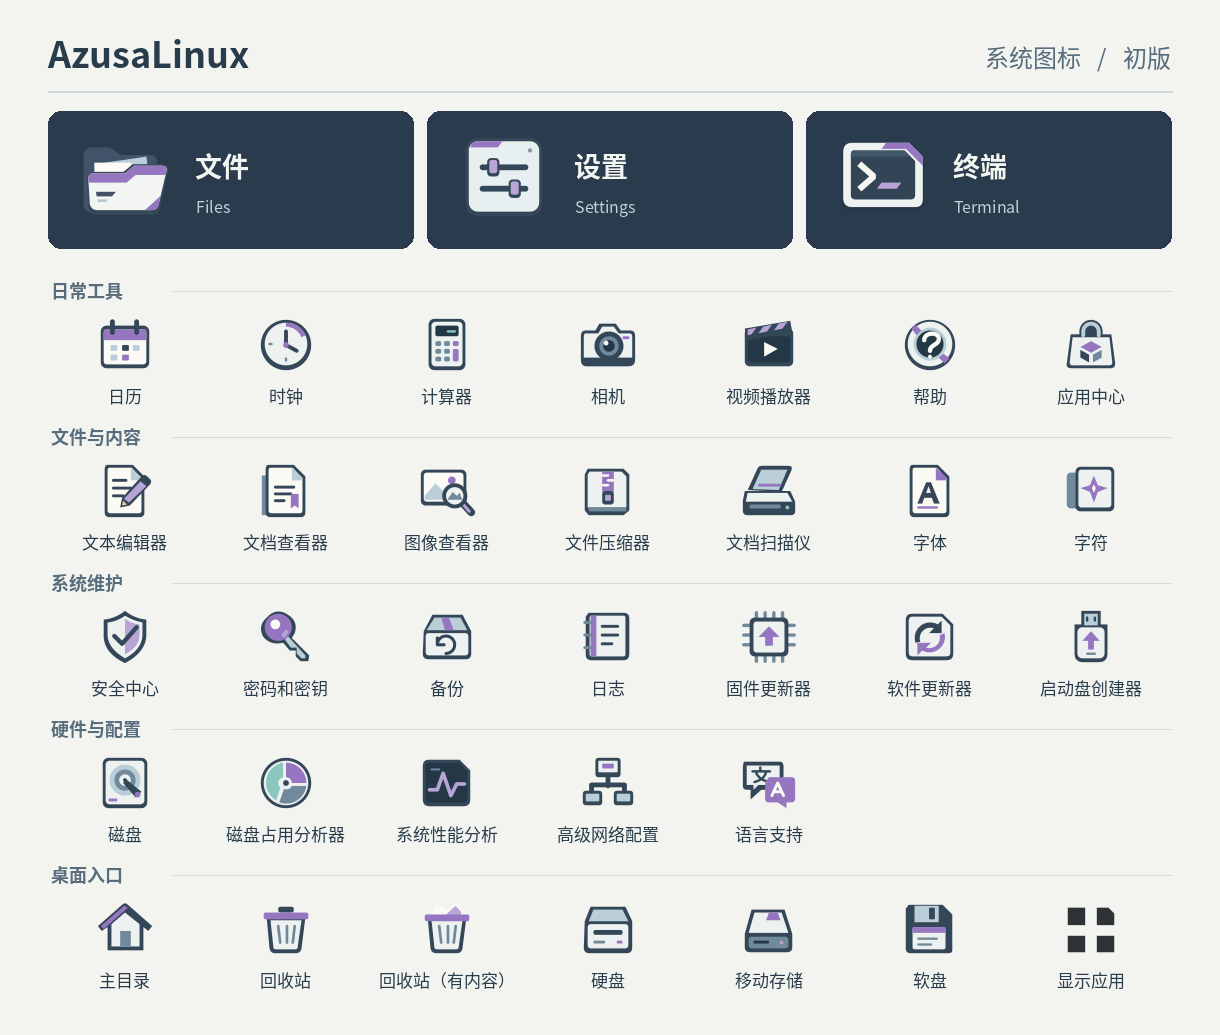 AzusaLinux
系统图标 / 初版
文件
Files
设置
Settings
终端
Terminal
日常工具
日历
时钟
计算器
相机
视频播放器
帮助
应用中心
文件与内容
A
文本编辑器
文档查看器
图像查看器
文件压缩器
文档扫描仪
字体
字符
系统维护
安全中心
密码和密钥
备份
日志
固件更新器
软件更新器
启动盘创建器
硬件与配置
文
A
磁盘
磁盘占用分析器
系统性能分析
高级网络配置
语言支持
桌面入口
主目录
回收站
回收站（有内容）
硬盘
移动存储
软盘
显示应用